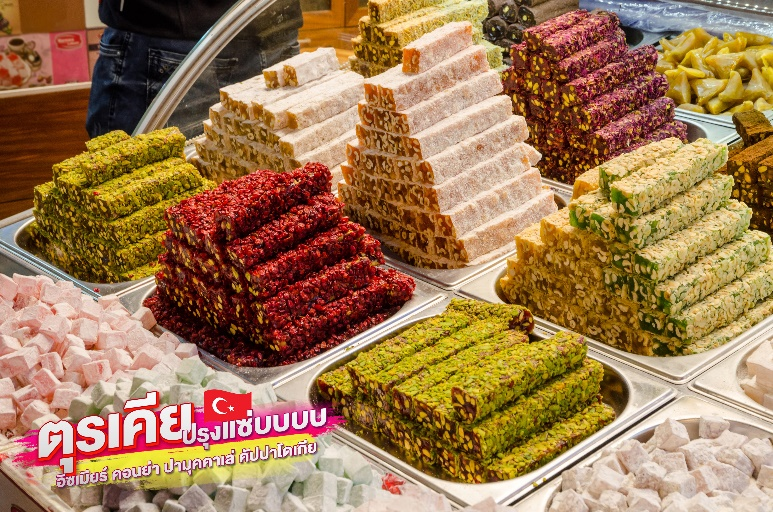 ตุรเคีย ปรุงแซ่บบบบ
อิซเมียร์ คอนย่า ปามุคคาเล่ คัปปาโดเกีย